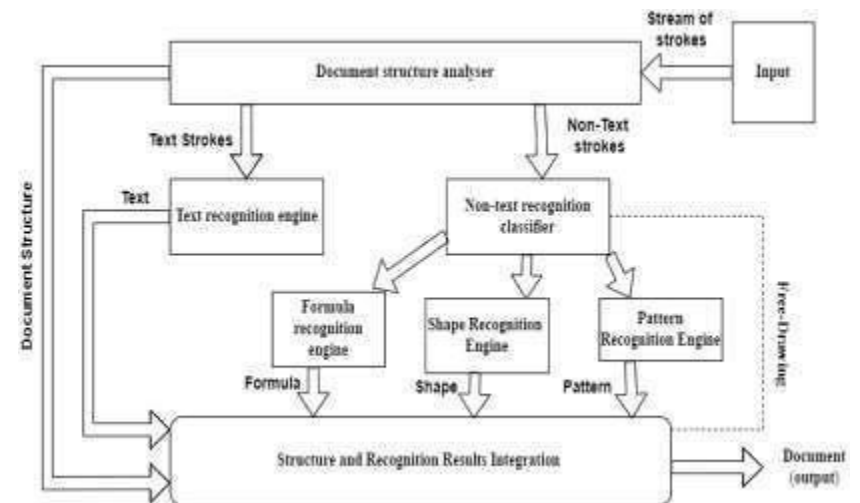 Stream of
strokes
Document structure analyser
Input
Text Strokes
Non-Text
strokes
Document Structure
Text
Text recognition engine
Non-text recognition
classifier
Formula
recognition
engine
Shape Recognition
Engine
Pattern
Recognition Engine
Free-Drawing
Formula
Shape
Pattern
Structure and Recognition Results Integration
Document
(output)